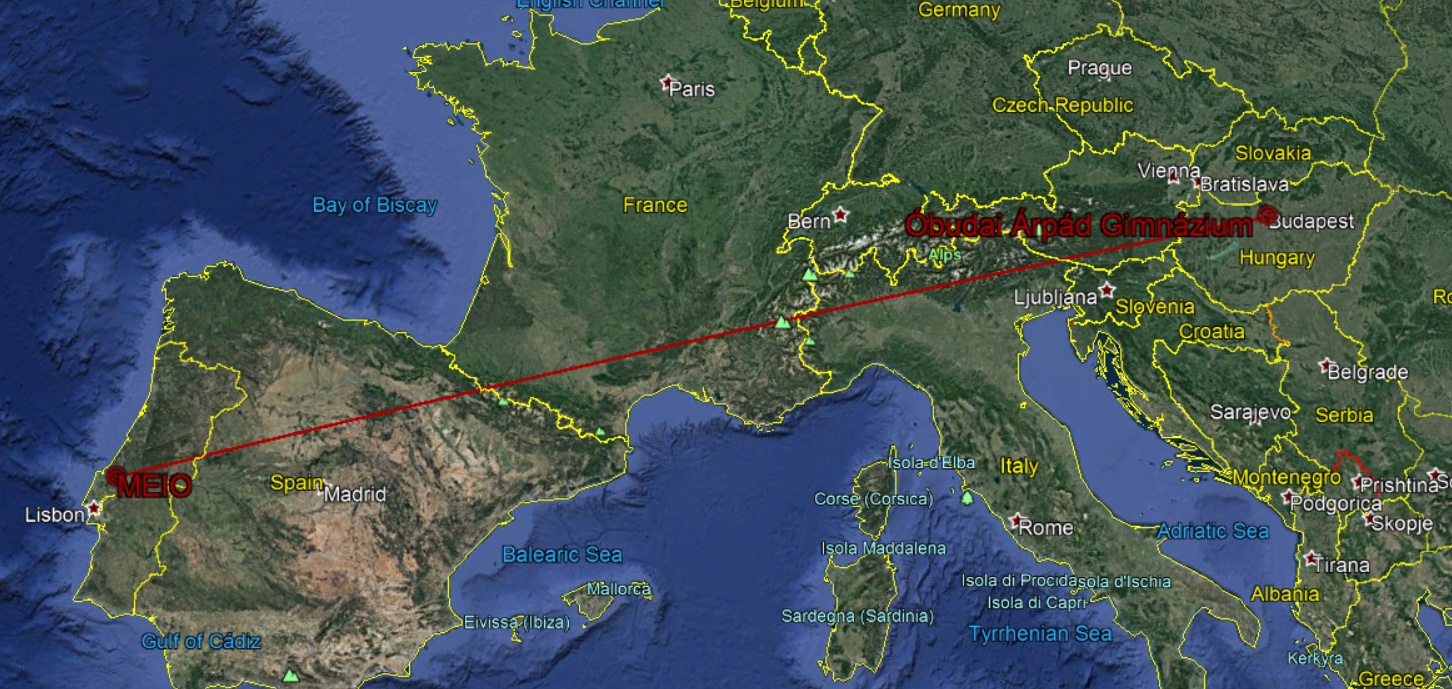 English Channel
Belgium
Germany
Prague
Paris
Czech Republic
Slovakia
Vienna
Bratislava
Bay of Biscay
France
Bern
Óbudai Árpád Gimnázium
Budapest
Alps
Hungary
Ljubljana
Slovenia
Croatia
Belgrade
Sarajevo
Serbia
Isola d'Elba
Italy
Montenegro
MEIO
Spain
Madrid
Prishtina
Corse (Corsica)
Podgorica
Lisbon
Rome
Skopje
Adriatic Sea
Isola Maddalena
Balearic Sea
Tirana
Isola di Procida
sola d'Ischia
Mallorca
Albania
Isola di Capri
Sardegna (Sardinia)
Eivissa (Ibiza)
Tyrrhenian Sea
Gulf of Cádiz
Kerkyra
Greece